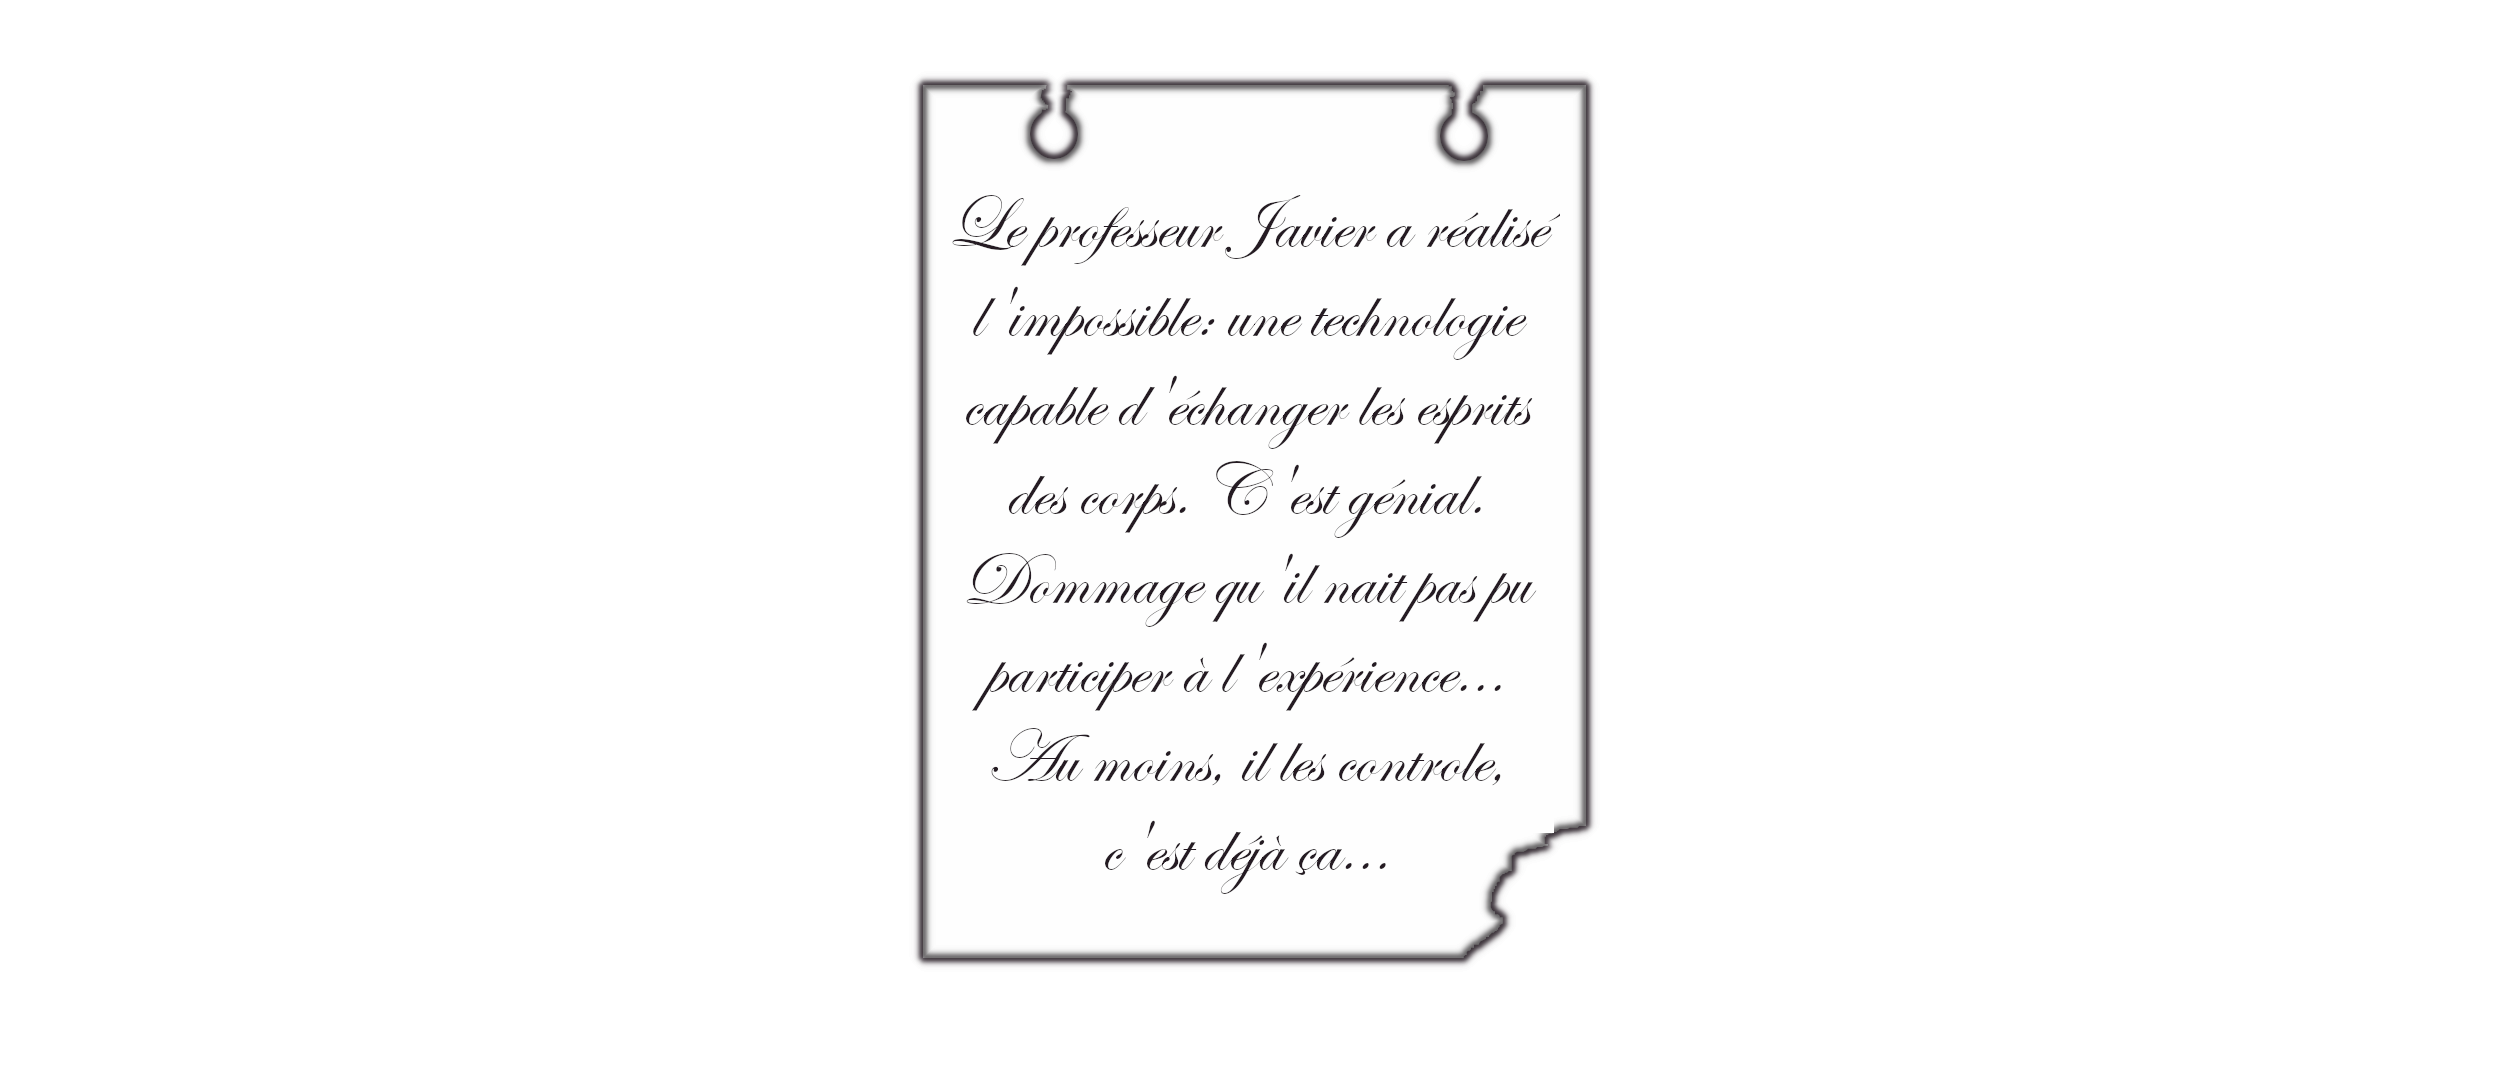 Le professeur Javier a réalisé
l'impossible: une technologie
capable d'échanger les esprits
des corps. C'est génial.
Dommage qu'il nait pas pu
participer à l'expérience...
Au moins, il les controle,
c'est déjà ça...